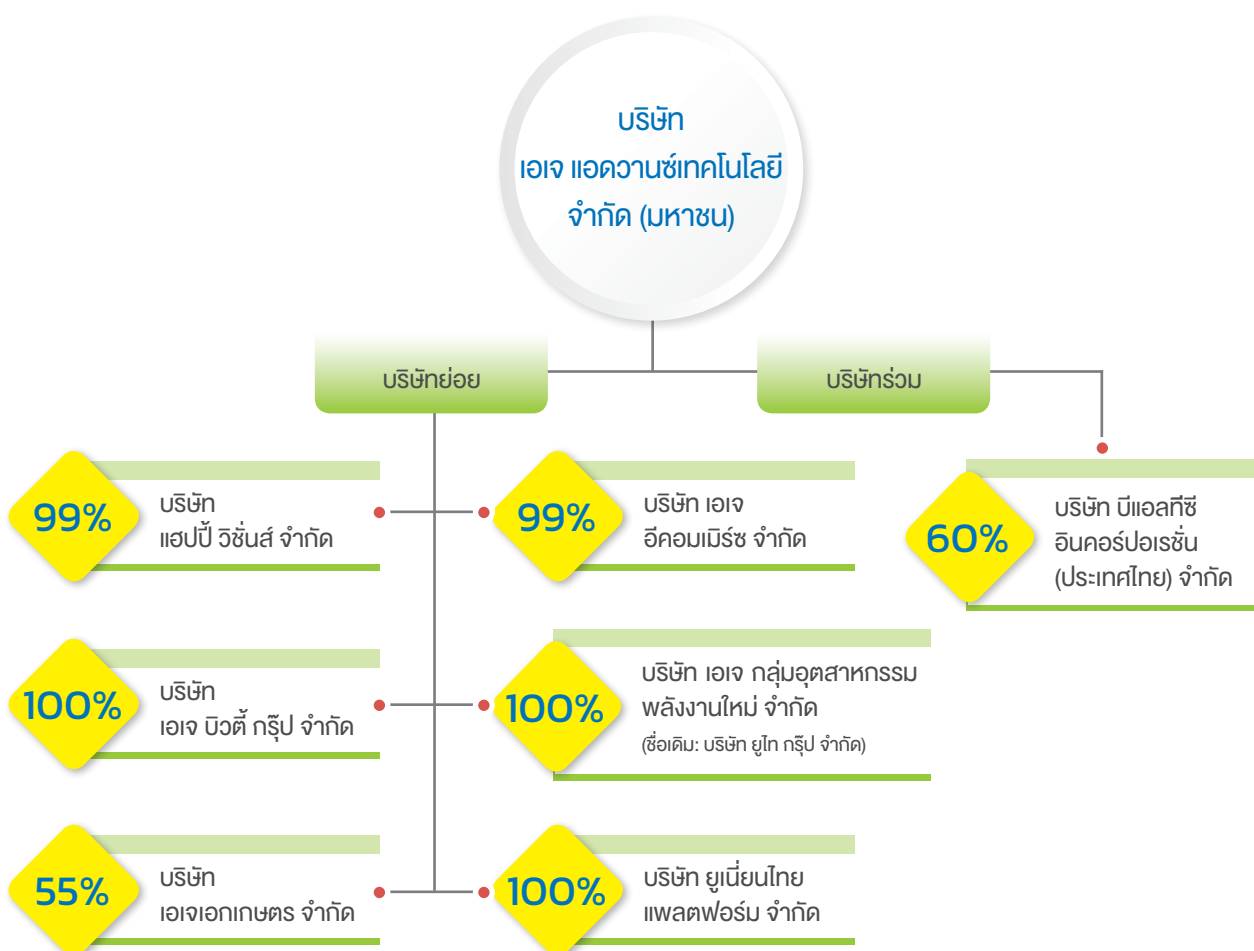 บริษัท
เอเจ แอดวานซ์เทคโนโลยี
จำกัด (มหาชน)
บริษัทย่อย
บริษัทร่วม
99%
บริษัท
แฮปปี้ วิชั่นส์ จำกัด
99%
บริษัท เอเจ
อีคอมเมิร์ซ จำกัด
60%
บริษัท บีแอลทีซี
อินคอร์ปอเรชั่น
(ประเทศไทย) จำกัด
100%
บริษัท
เอเจ บิวตี้ กรุ๊ป จำกัด
100%
บริษัท เอเจ กลุ่มอุตสาหกรรม
พลังงานใหม่ จำกัด
(ชื่อเดิม: บริษัท ยูไท กรุ๊ป จำกัด)
55%
บริษัท
เอเจเอกเกษตร จำกัด
100%
บริษัท ยูเนี่ยนไทย
แพลตฟอร์ม จำกัด